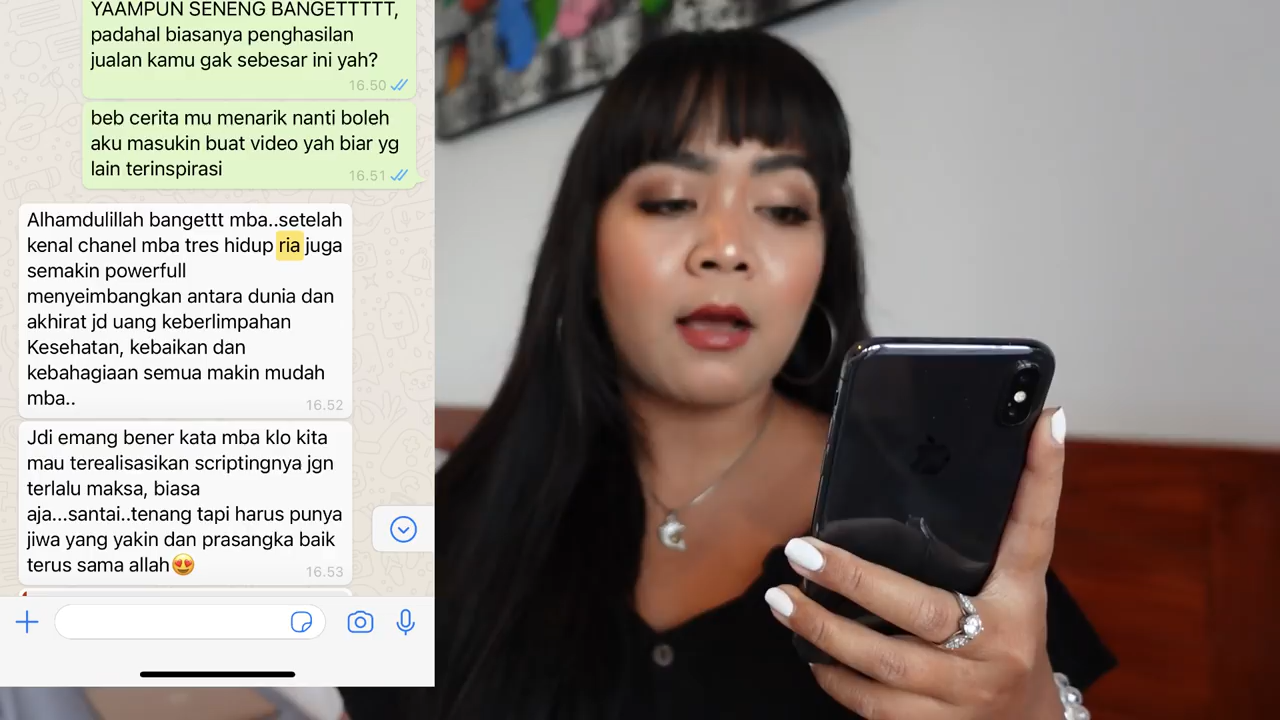 YAAMPUN SENENG BANGETTTTT,
padahal biasanya penghasilan
jualan kamu gak sebesar ini yah?
16.50
beb cerita mu menarik nanti boleh
aku masukin buat video yah biar yg
lain terinspirasi
16.51
Alhamdulillah bangettt mba..setelah
kenal chanel mba tres hidup ria juga
semakin powerfull
menyeimbangkan antara dunia dan
akhirat jd uang keberlimpahan
Kesehatan, kebaikan dan
kebahagiaan semua makin mudah
mba..
16.52
Jdi emang bener kata mba klo kita
mau terealisasikan scriptingnya jgn
terlalu maksa, biasa
aja...santai..tenang tapi harus punya
jiwa yang yakin dan prasangka baik
terus sama allah😍
16.53